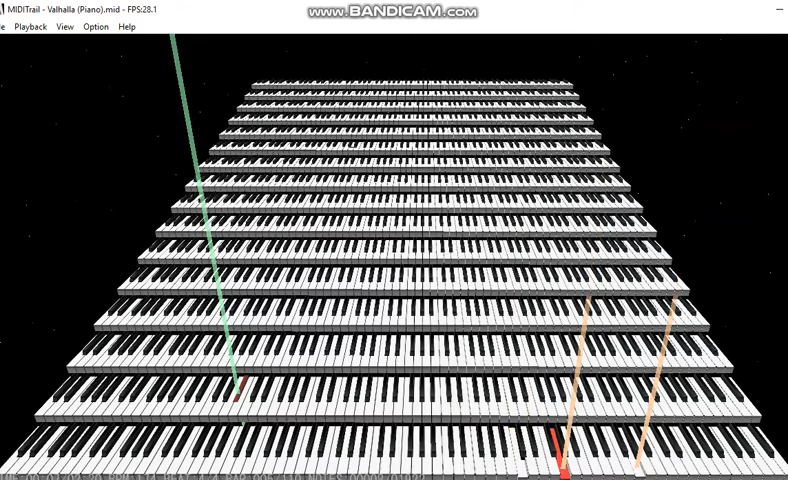 MIDITrail - Valhalla (Piano).mid - FPS:28.1
www.BANDICAM.com
Playback View Option Help